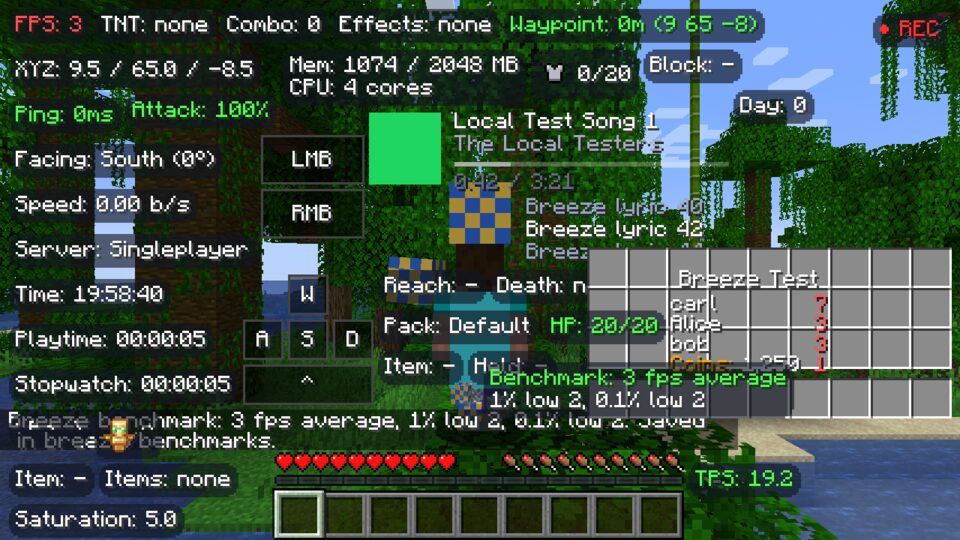 FPS: 3 TNT: none Combo: 0 Effects: none Waypoint: 0m (9 65 -8) REC
XYZ: 9.5 / 65.0 / -8.5
Mem: 1074 / 2048 MB
CPU: 4 cores
0/20
Block: -
Day: 0
Ping: 0ms
Attack: 100%
Local Test Song 1
The Local Testers
0:42 / 3:21
Facing: South (0°)
LMB
Speed: 0.00 b/s
RMB
Breeze lyric 40
Breeze lyric 42
Breeze
Server: Singleplayer
Time: 19:58:40
W
Reach: - Death: n
Breeze Test
carl 7
Alice 3
bob 3
Coins: 1,250 1
Playtime: 00:00:05
A S D
Pack: Default HP: 20/20
Stopwatch: 00:00:05
^
Item: - Held: -
Benchmark: 3 fps average
1% low 2, 0.1% low 2
Breeze benchmark: 3 fps average, 1% low 2, 0.1% low 2. Saved
in breeze benchmarks.
Item: - Items: none
TPS: 19.2
Saturation: 5.0